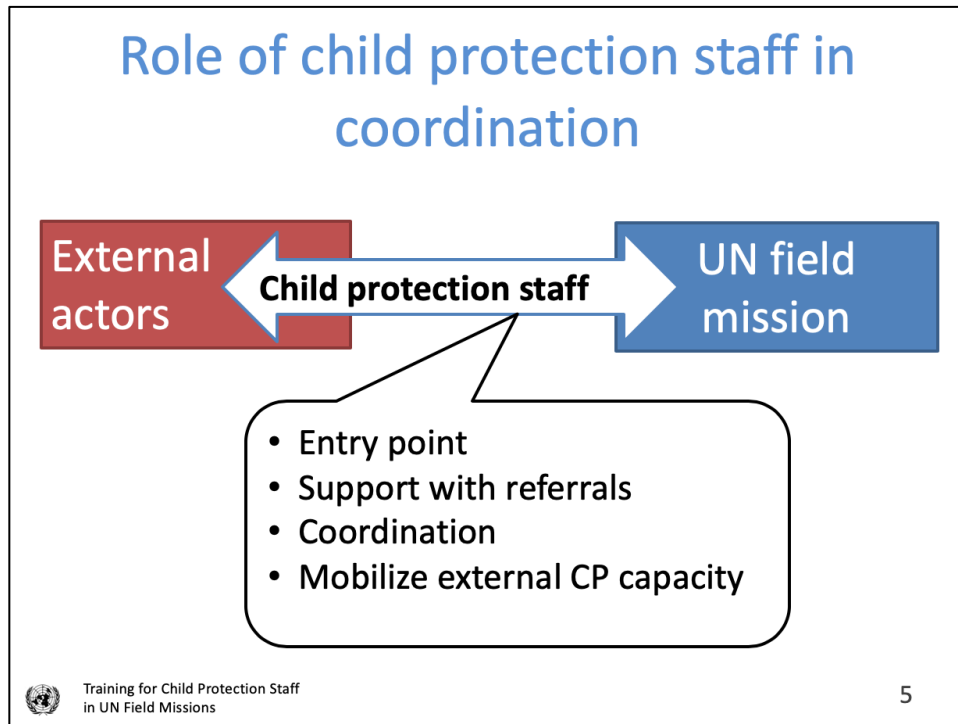 Role of child protection staff in
coordination
External
actors
Child protection staff
UN field
mission
• Entry point
• Support with referrals
• Coordination
• Mobilize external CP capacity
Training for Child Protection Staff
in UN Field Missions
5